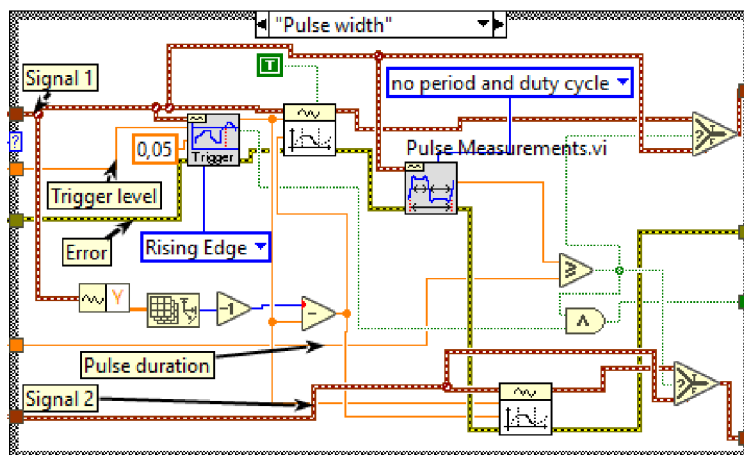 "Pulse width"
Signal 1
T
no period and duty cycle
?
0,05
Trigger
Pulse Measurements.vi
?
T
F
Trigger level
Error
Rising Edge
Y
-1
-
≥
∧
Pulse duration
Signal 2
?
T
F